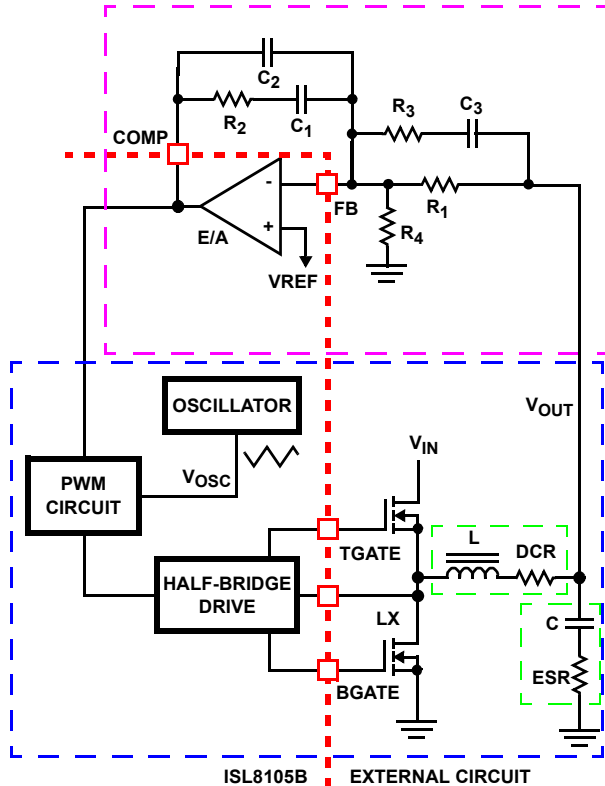 C2
R2
C1
R3
C3
COMP
-
FB
R1
+
E/A
R4
VREF
OSCILLATOR
VOUT
VIN
PWM
CIRCUIT
VOSC
L
DCR
TGATE
HALF-BRIDGE
DRIVE
LX
C
ESR
BGATE
ISL8105B
EXTERNAL CIRCUIT